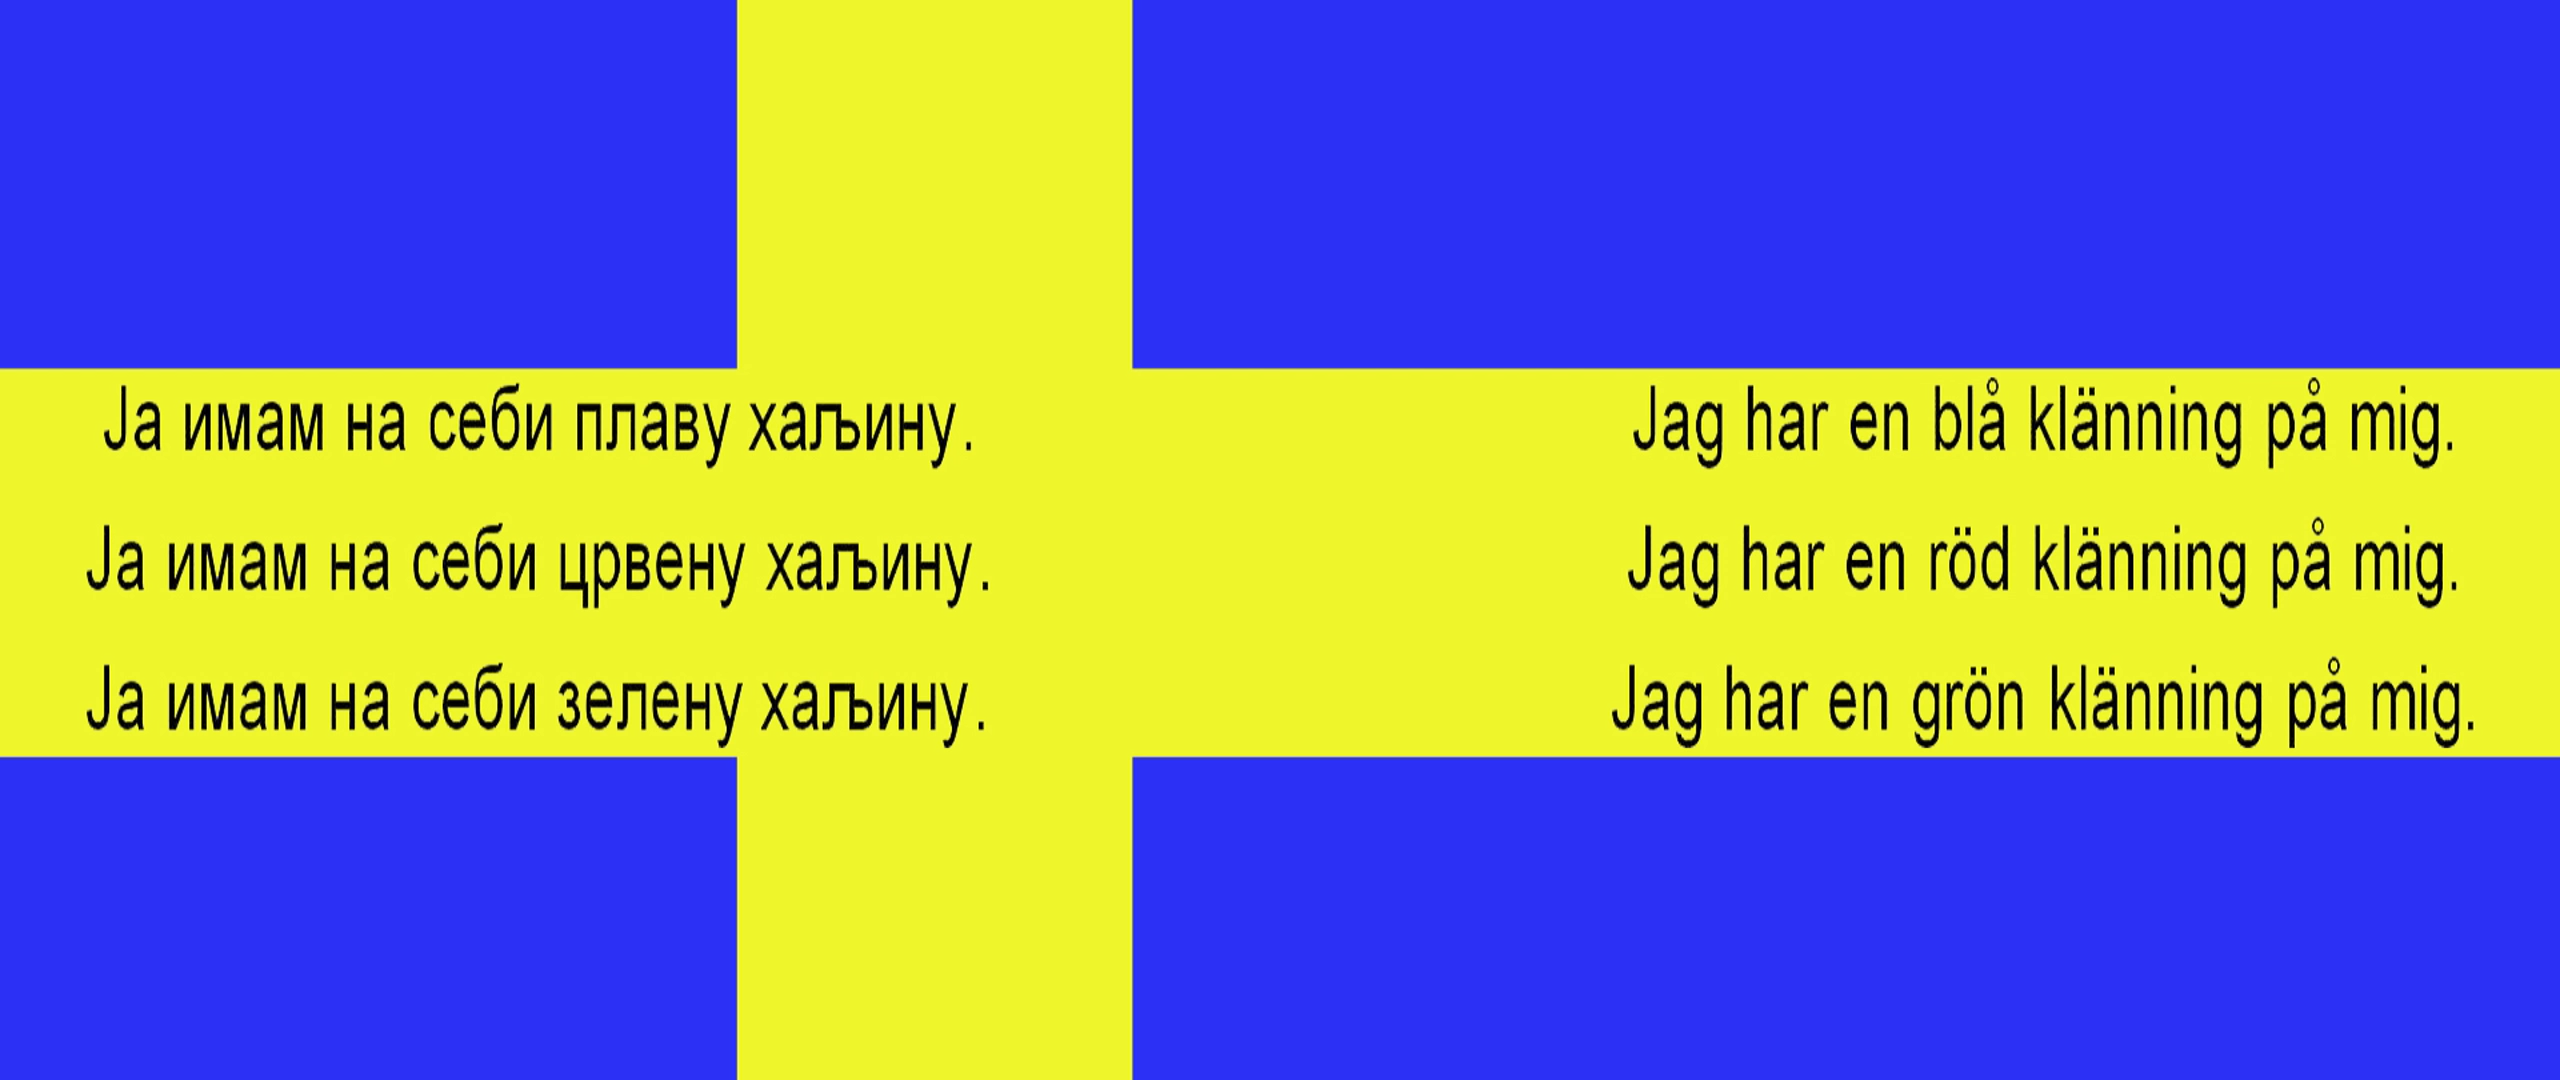 Ја имам на себи плаву хаљину.
Jag har en blå klänning på mig.
Ја имам на себи црвену хаљину.
Jag har en röd klänning på mig.
Ја имам на себи зелену хаљину.
Jag har en grön klänning på mig.